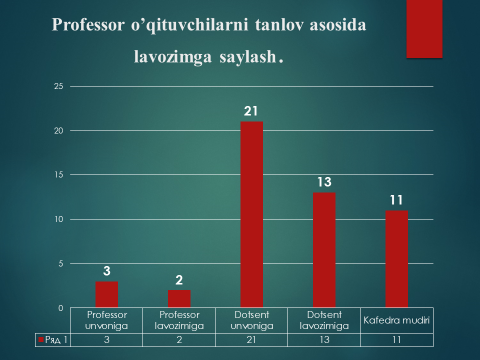 Professor o’qituvchilarni tanlov asosida
lavozimga saylash.
25
20
15
10
5
0
3
2
21
13
11
Professor unvoniga
Professor lavozimiga
Dotsent unvoniga
Dotsent lavozimiga
Kafedra mudiri
Ряд 1 3 2 21 13 11